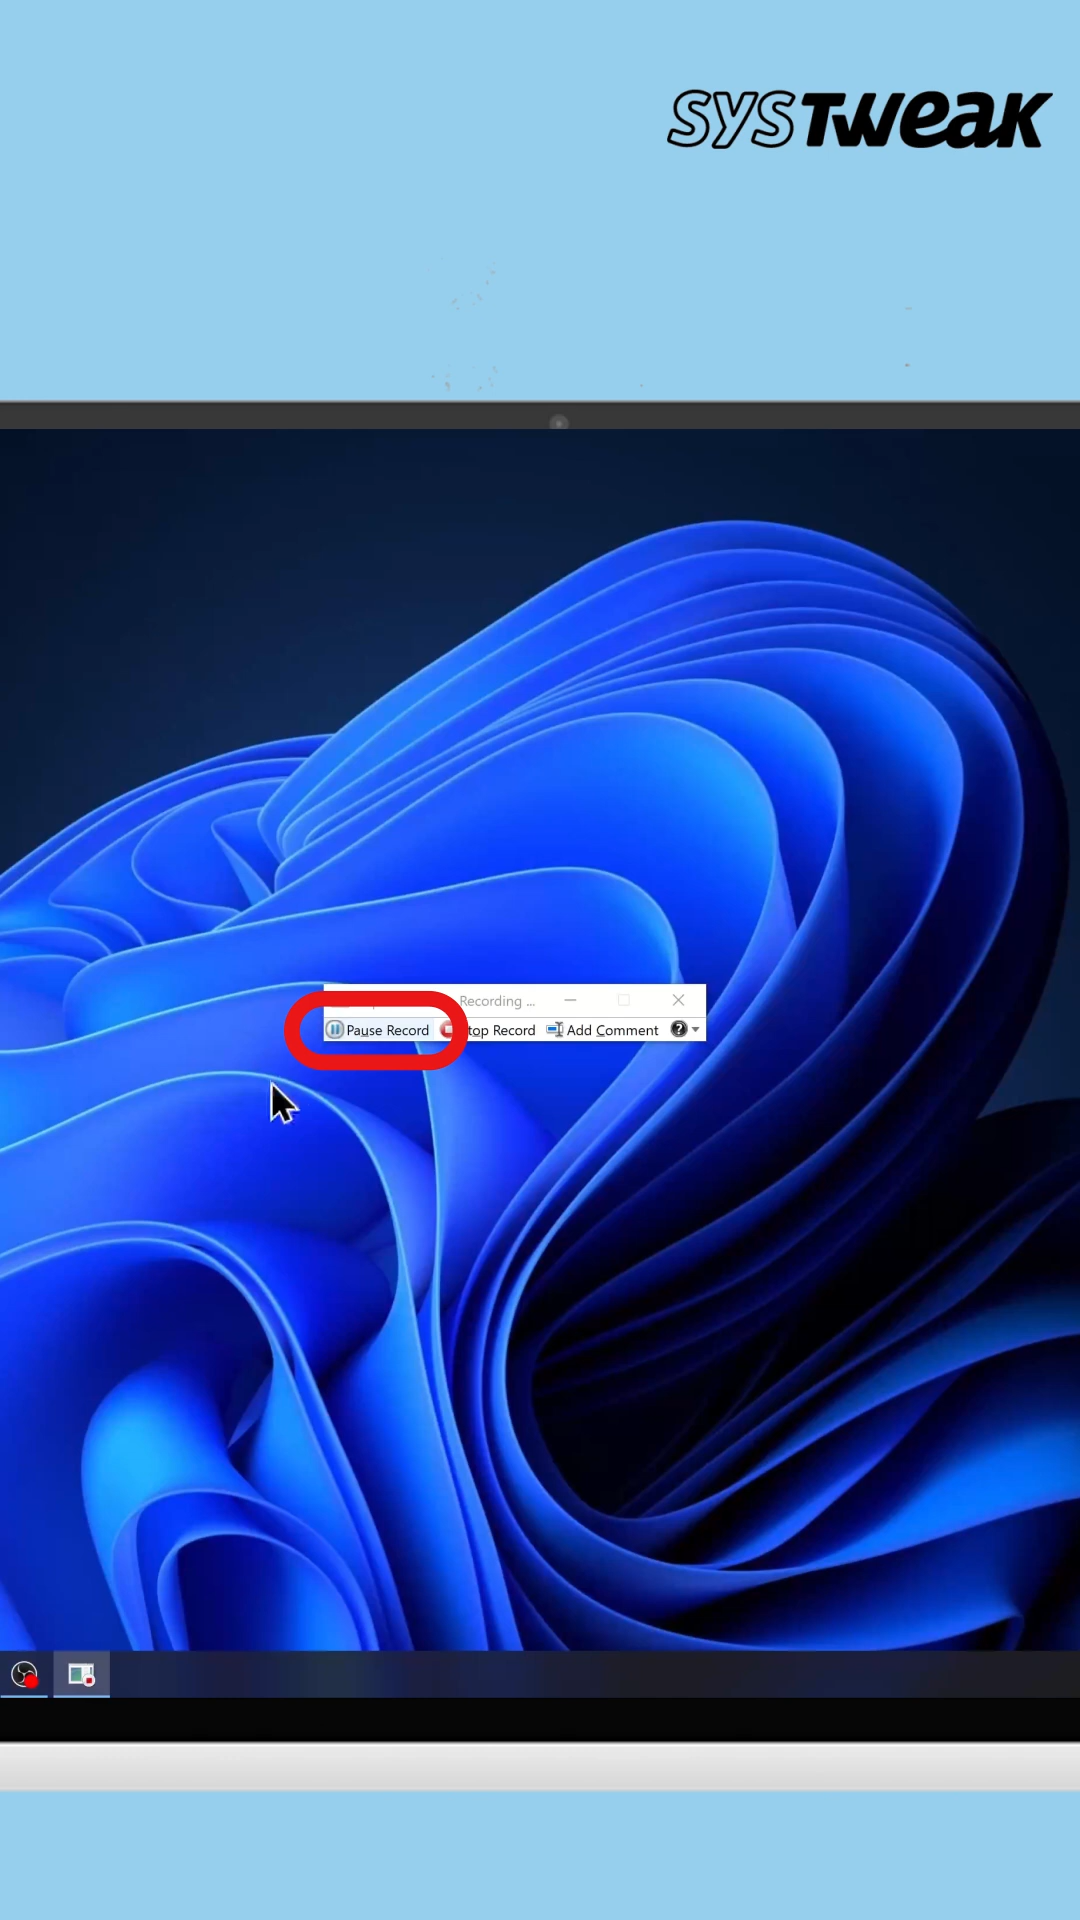 SYSTweak
Recording ...
Pause Record
top Record
Add Comment
?